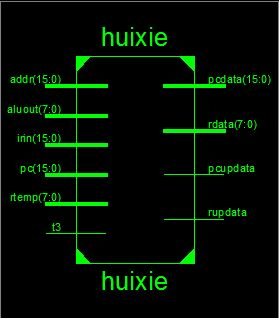 huixie
addr(15:0)
pcdata(15:0)
aluout(7:0)
rdata(7:0)
irin(15:0)
pc(15:0)
pcupdata
rtemp(7:0)
rupdata
t3
huixie